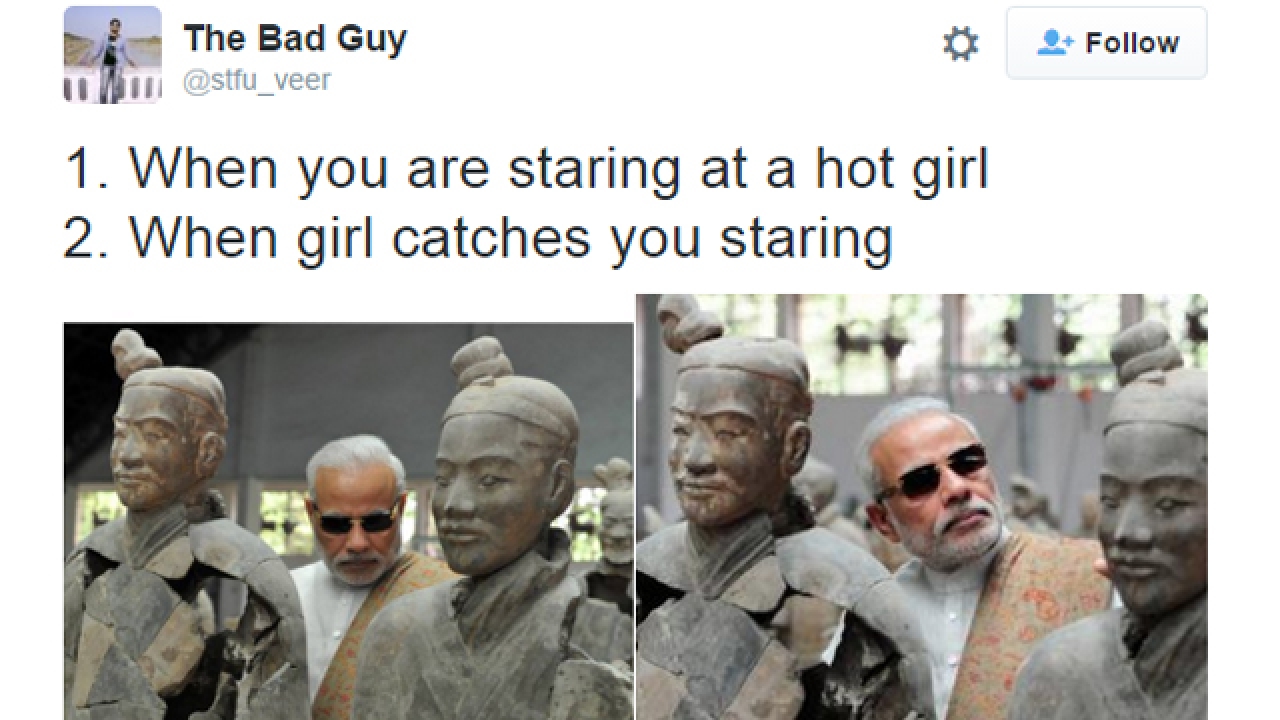 The Bad Guy
@stfu_veer
Follow
1. When you are staring at a hot girl
2. When girl catches you staring